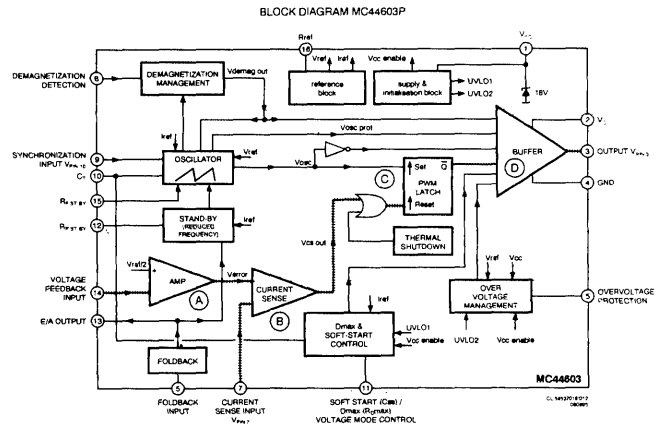 BLOCK DIAGRAM MC44603P
Rref
16
1
DEMAGNETIZATION
DETECTION
8
DEMAGNETIZATION
MANAGEMENT
Vdemag out
Vref
Iref
reference
block
Vcc enable
supply &
initialisation block
UVLO1
UVLO2
18V
2
Iref
Vosc prot
SYNCHRONIZATION
INPUT
9
OSCILLATOR
Vref
Vosc
BUFFER
D
3
OUTPUT
10
4
GND
15
C
Set
Q
PWM
LATCH
Reset
12
STAND-BY
(REDUCED
FREQUENCY)
Iref
Vcs out
THERMAL
SHUTDOWN
Vref/2
+
VOLTAGE
FEEDBACK
INPUT
14
AMP
A
Verror
CURRENT
SENSE
B
Vref
Vcc
OVER
VOLTAGE
MANAGEMENT
5
OVERVOLTAGE
PROTECTION
E/A OUTPUT
13
Iref
Dmax &
SOFT-START
CONTROL
UVLO1
Vcc enable
UVLO2
Vcc enable
FOLDBACK
MC44603
5
7
11
FOLDBACK
INPUT
CURRENT
SENSE INPUT
SOFT START (Css) /
Dmax (RDmax)
VOLTAGE MODE CONTROL